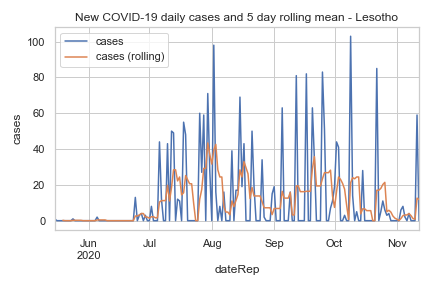 New COVID-19 daily cases and 5 day rolling mean - Lesotho
cases
cases (rolling)
100
80
60
40
20
0
cases
Jun
2020
Jul
Aug
Sep
Oct
Nov
dateRep